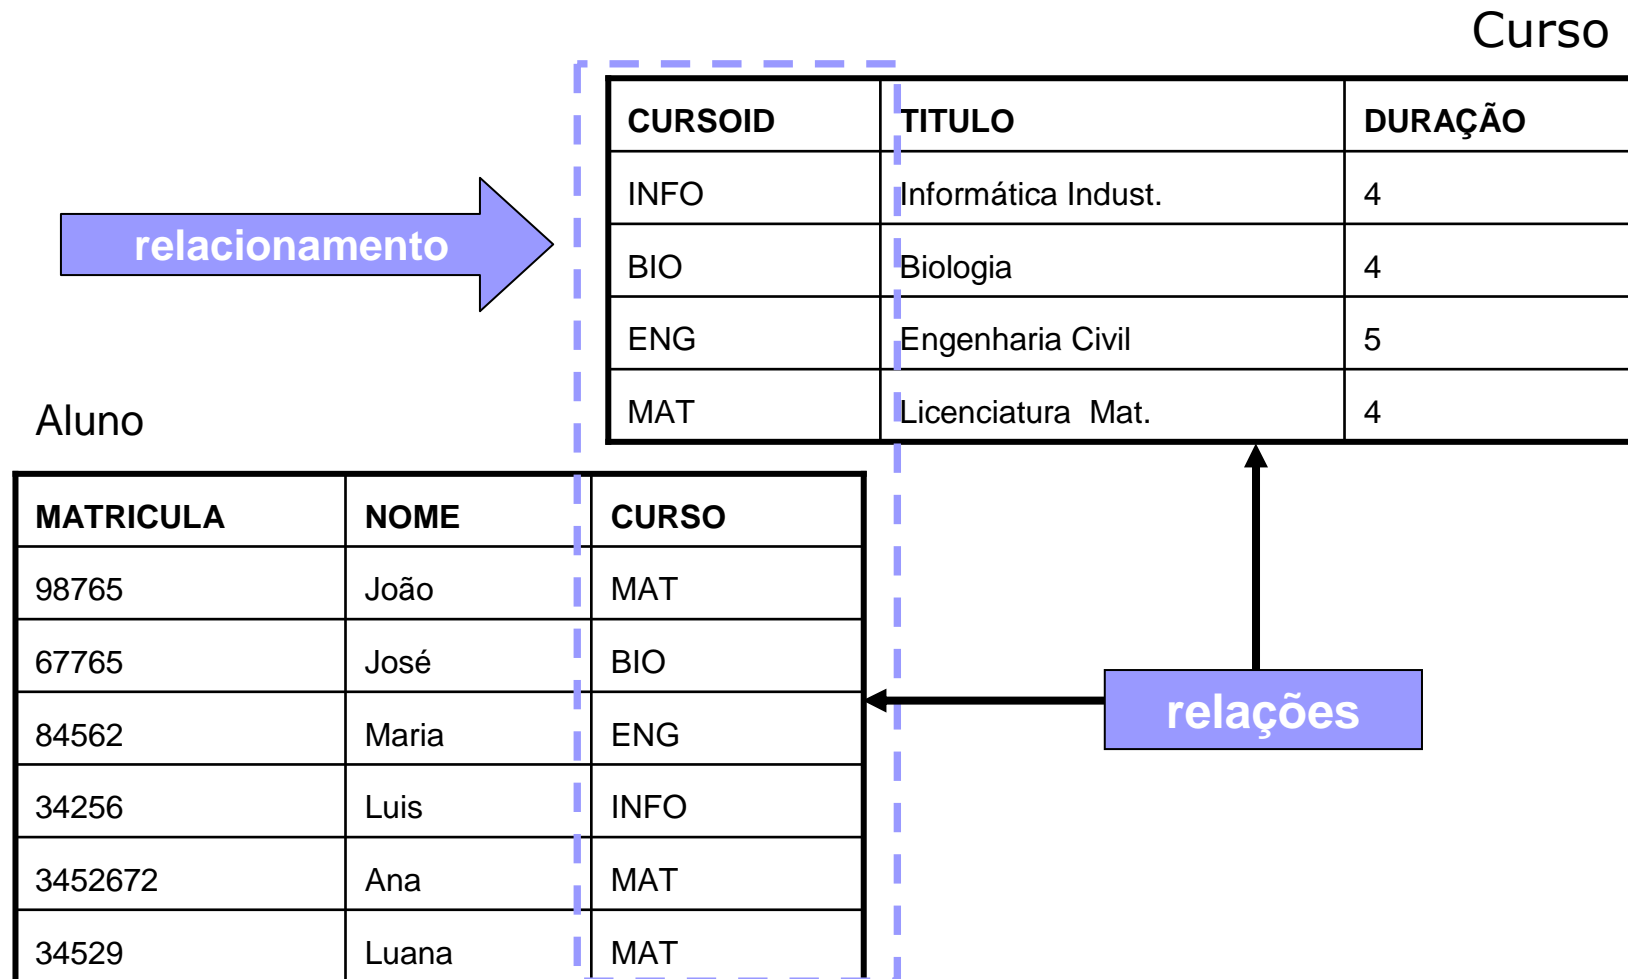 Curso
CURSOID TITULO DURAÇÃO
INFO Informática Indust. 4
relacionamento
BIO Biologia 4
ENG Engenharia Civil 5
MAT Licenciatura Mat. 4
Aluno
MATRICULA NOME CURSO
98765 João MAT
67765 José BIO
relações
84562 Maria ENG
34256 Luis INFO
3452672 Ana MAT
34529 Luana MAT